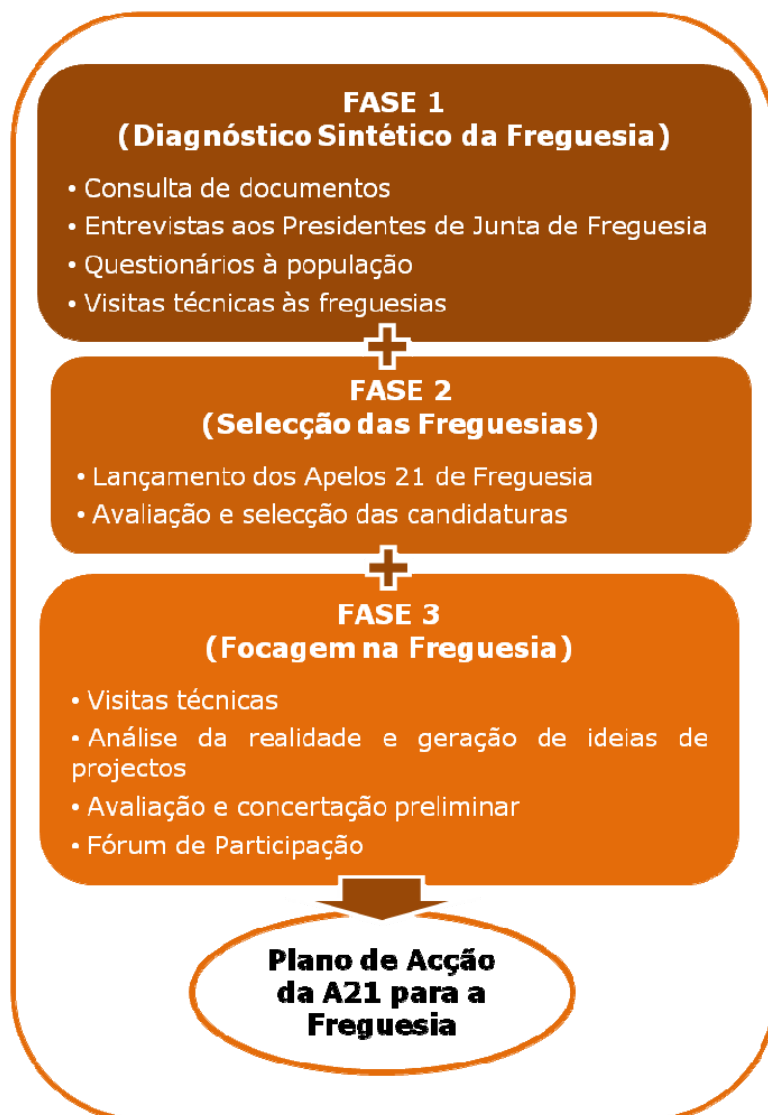 FASE 1
(Diagnóstico Sintético da Freguesia)
• Consulta de documentos
• Entrevistas aos Presidentes de Junta de Freguesia
• Questionários à população
• Visitas técnicas às freguesias
FASE 2
(Selecção das Freguesias)
• Lançamento dos Apelos 21 de Freguesia
• Avaliação e selecção das candidaturas
FASE 3
(Focagem na Freguesia)
• Visitas técnicas
• Análise da realidade e geração de ideias de
projectos
• Avaliação e concertação preliminar
• Fórum de Participação
Plano de Acção
da A21 para a
Freguesia